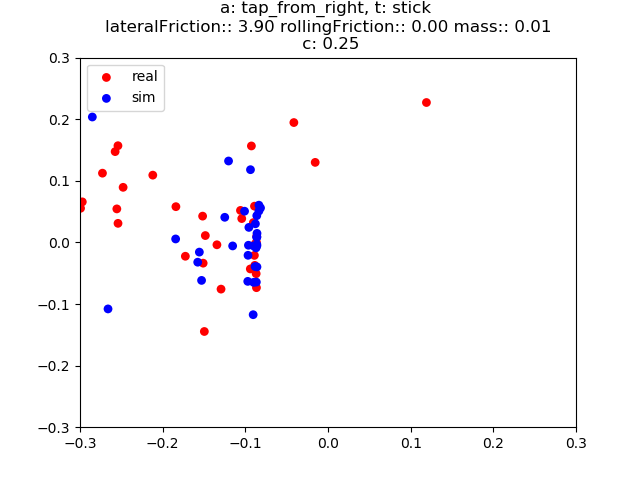 a: tap_from_right, t: stick
lateralFriction:: 3.90 rollingFriction:: 0.00 mass:: 0.01
c: 0.25
real
sim
0.3
0.2
0.1
0.0
−0.1
−0.2
−0.3
−0.3 −0.2 −0.1 0.0 0.1 0.2 0.3